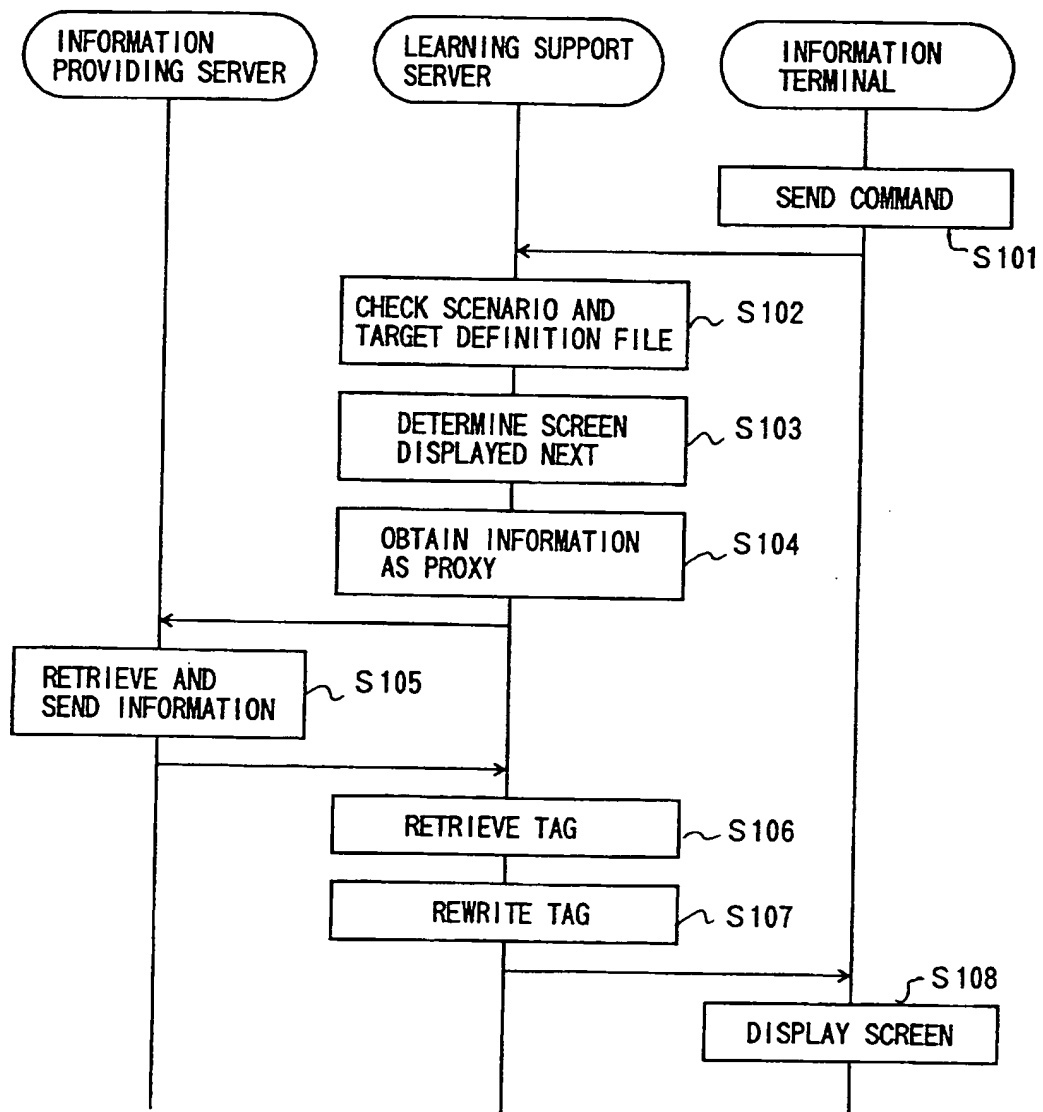 INFORMATION
PROVIDING SERVER
LEARNING SUPPORT
SERVER
INFORMATION
TERMINAL
SEND COMMAND
S101
CHECK SCENARIO AND
TARGET DEFINITION FILE
S102
DETERMINE SCREEN
DISPLAYED NEXT
S103
OBTAIN INFORMATION
AS PROXY
S104
RETRIEVE AND
SEND INFORMATION
S105
RETRIEVE TAG
S106
REWRITE TAG
S107
S108
DISPLAY SCREEN